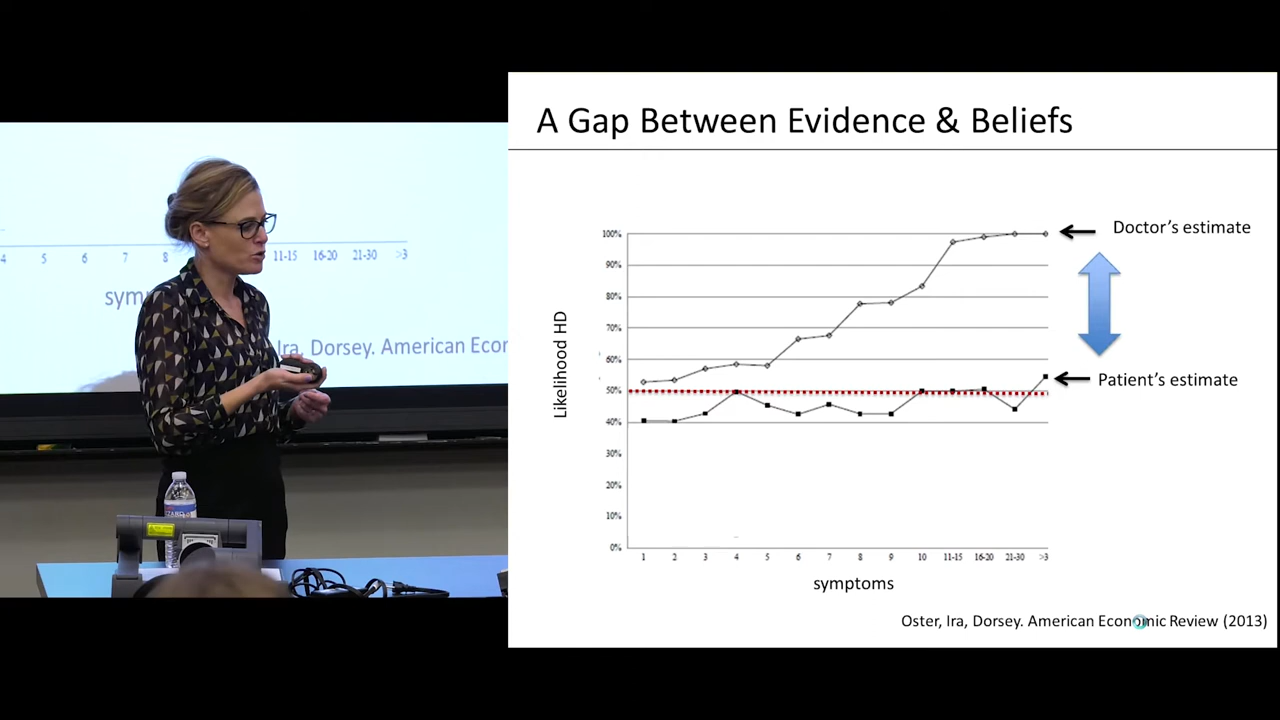 A Gap Between Evidence & Beliefs
Doctor's estimate
Patient's estimate
Likelihood HD
100%
90%
80%
70%
60%
50%
40%
30%
20%
10%
0%
1 2 3 4 5 6 7 8 9 10 11-15 16-20 21-30 >3
symptoms
Oster, Ira, Dorsey. American Economic Review (2013)
4 5 6 7 8 11-15 16-20 21-30 >3
sym
Ira, Dorsey. American Econ